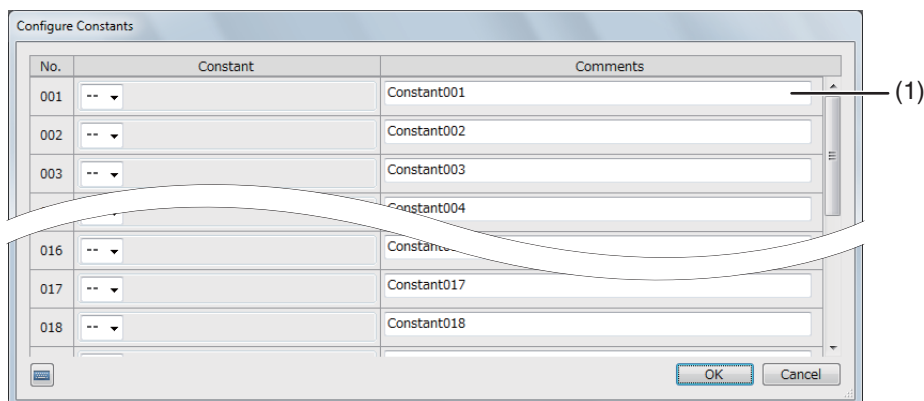 Configure Constants
No. Constant Comments
001 -- Constant001
(1)
002 -- Constant002
003 -- Constant003
Constant004
016 --
017 -- Constant017
018 -- Constant018
OK Cancel